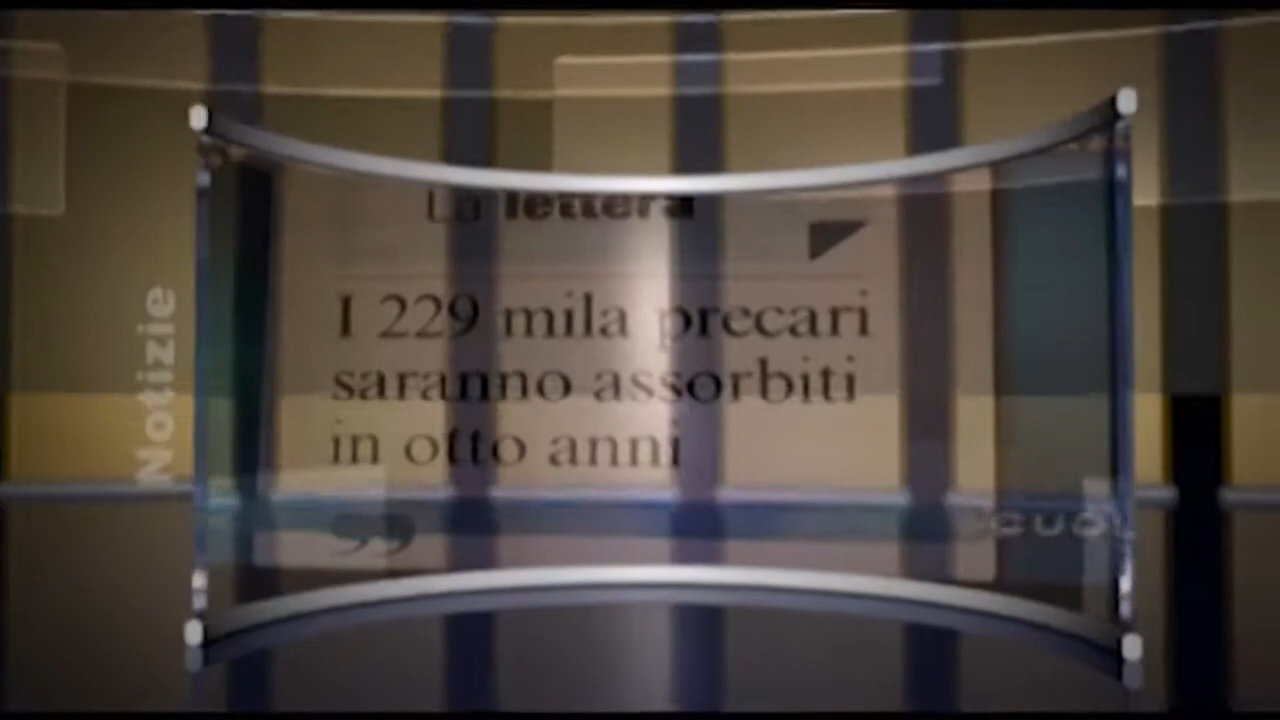 La lettera
I 229 mila precari
saranno assorbiti
in otto anni
”
Notizie